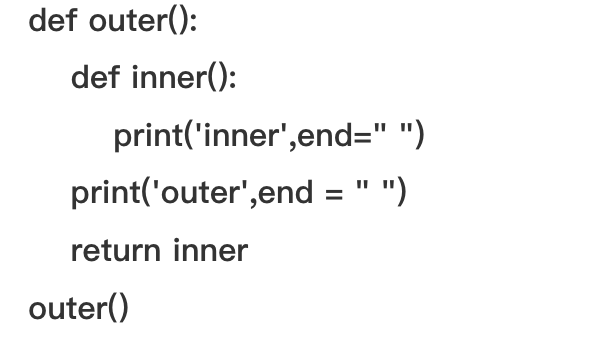 def outer():
def inner():
print('inner',end=" ")
print('outer',end = " ")
return inner
outer()